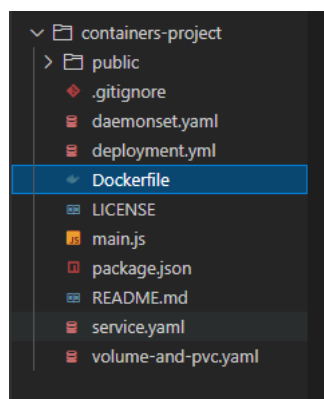 containers-project
public
.gitignore
daemonset.yaml
deployment.yml
Dockerfile
LICENSE
JS main.js
package.json
README.md
service.yaml
volume-and-pvc.yaml